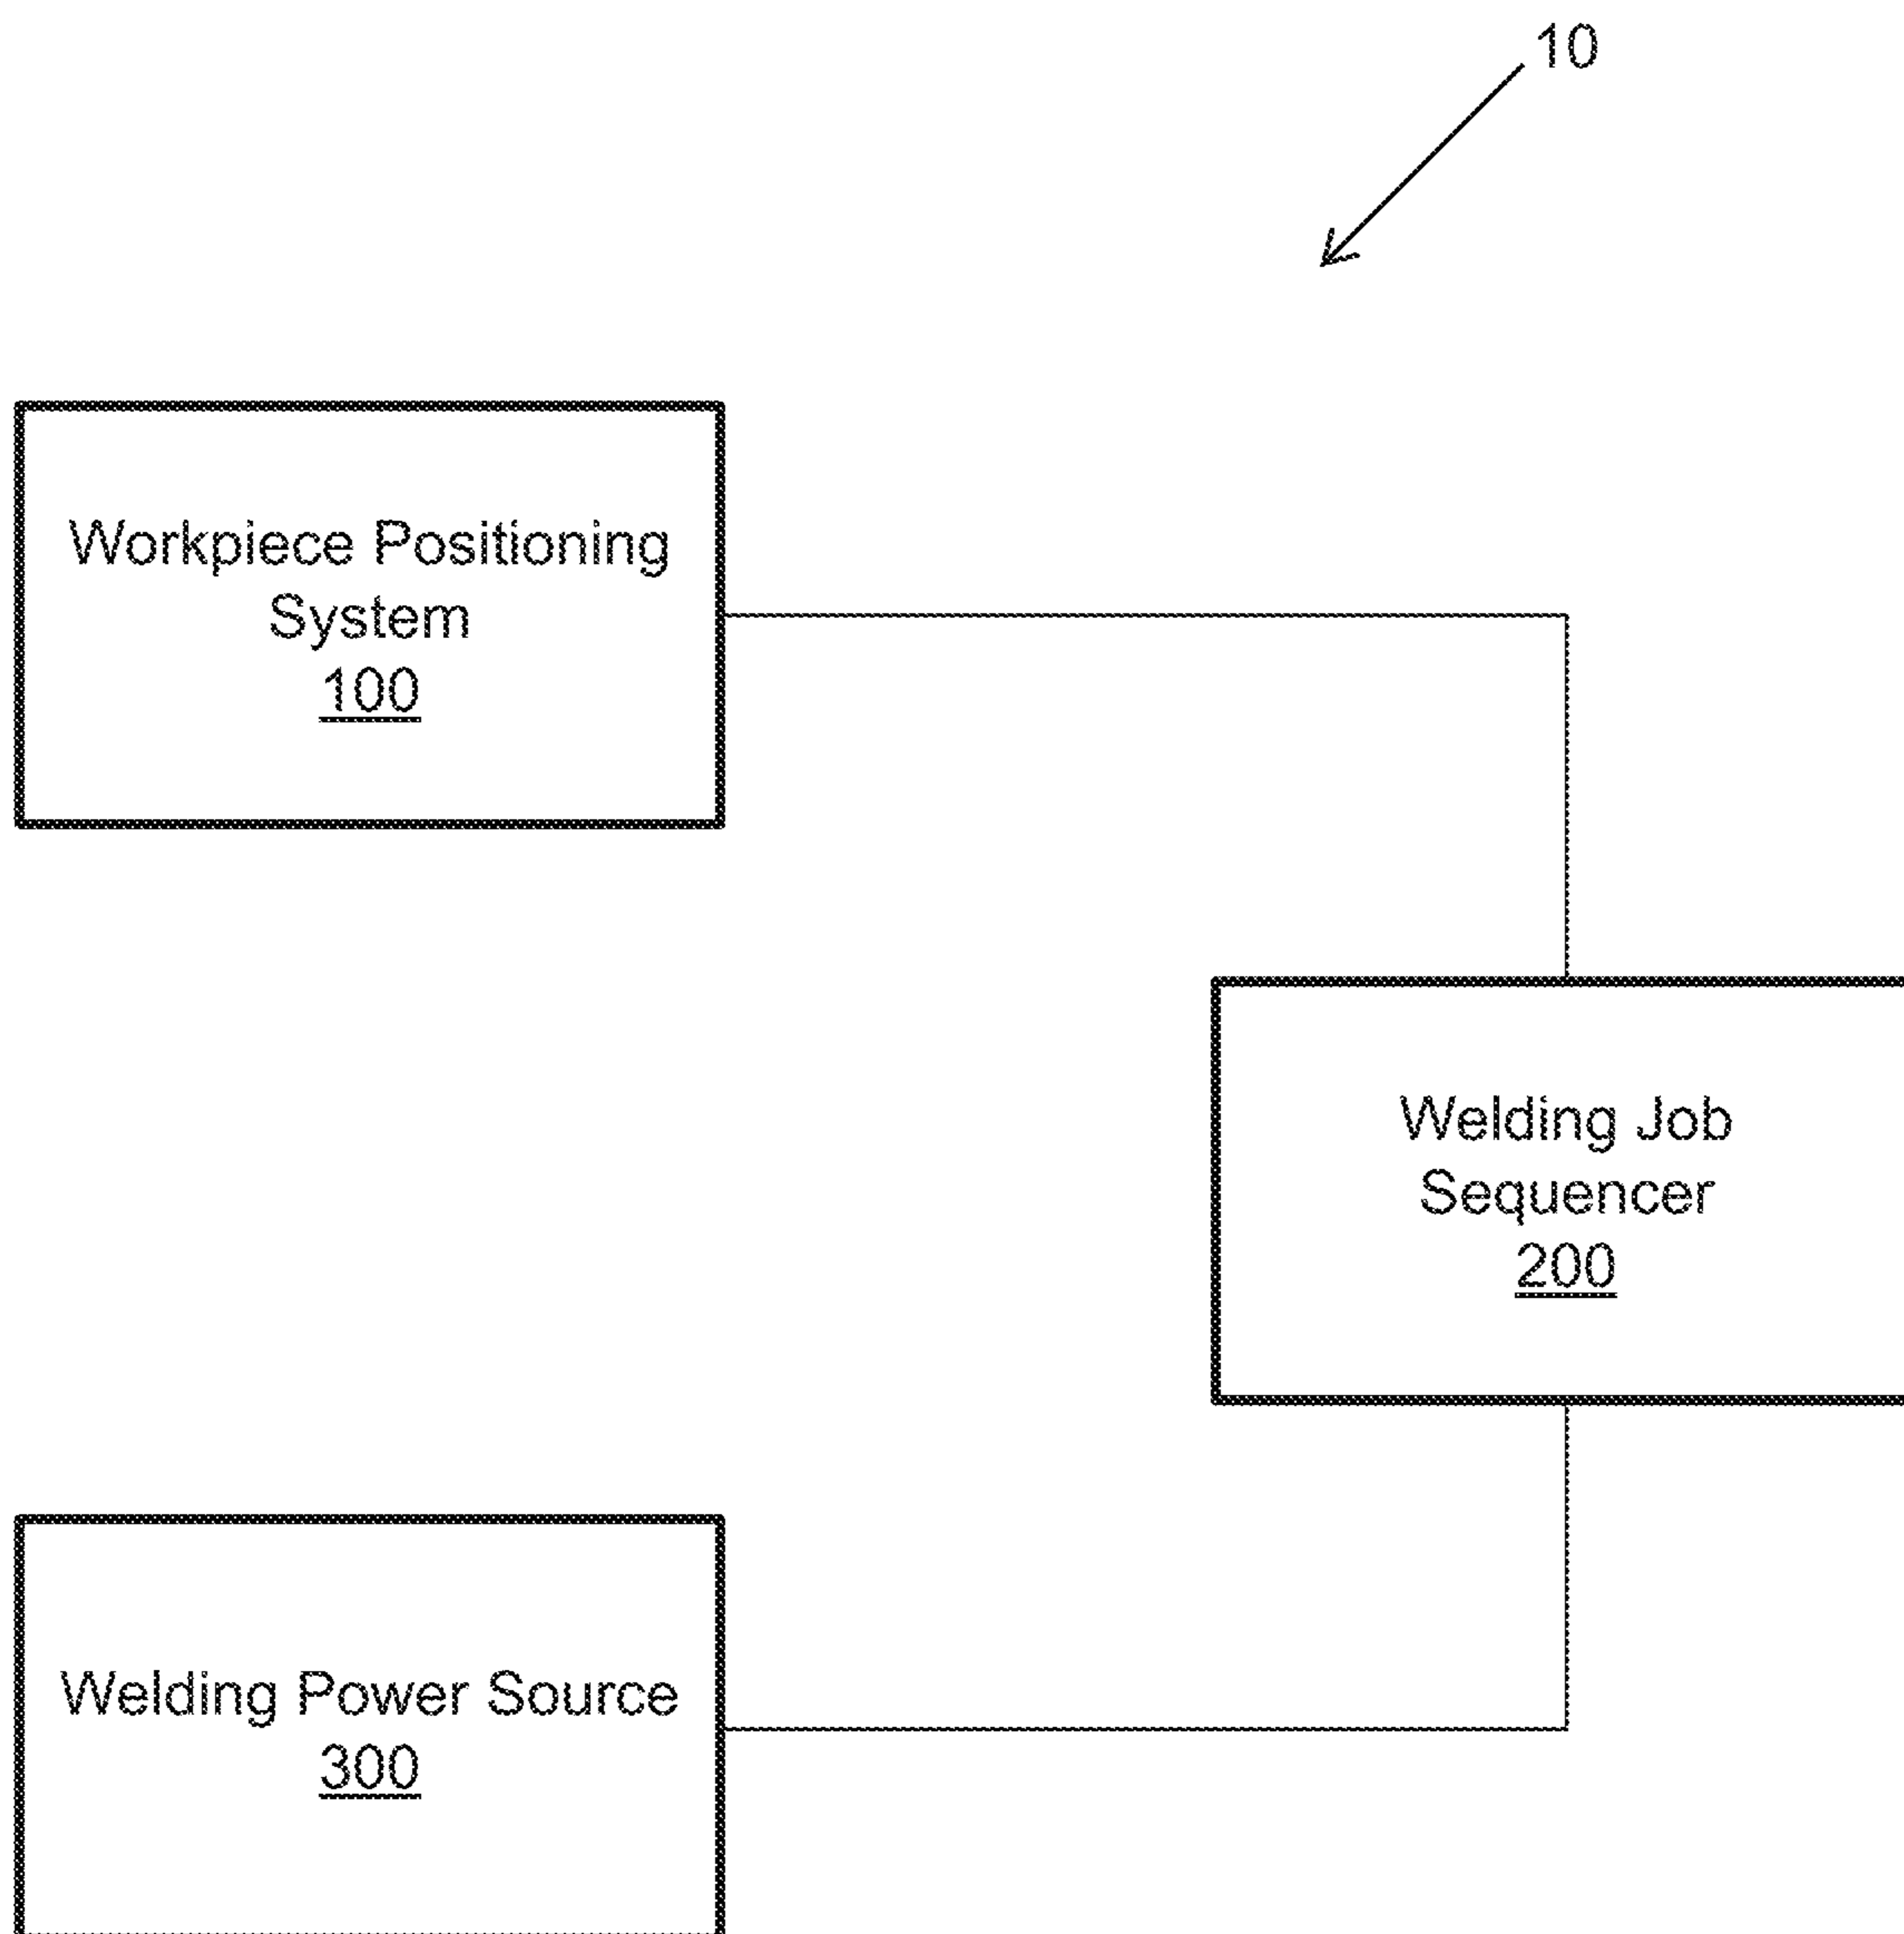 10
Workpiece Positioning
System
100
Welding Job
Sequencer
200
Welding Power Source
300